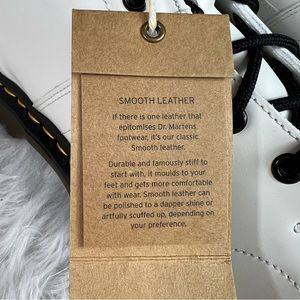 SMOOTH LEATHER
If there is one leather that
epitomises Dr. Martens
footwear, it's our classic
Smooth leather.
Durable and famously stiff to
start with, it moulds to your
feet and gets more comfortable
with wear. Smooth leather can
be polished to a dapper shine or
artfully scuffed up, depending on
your preference.